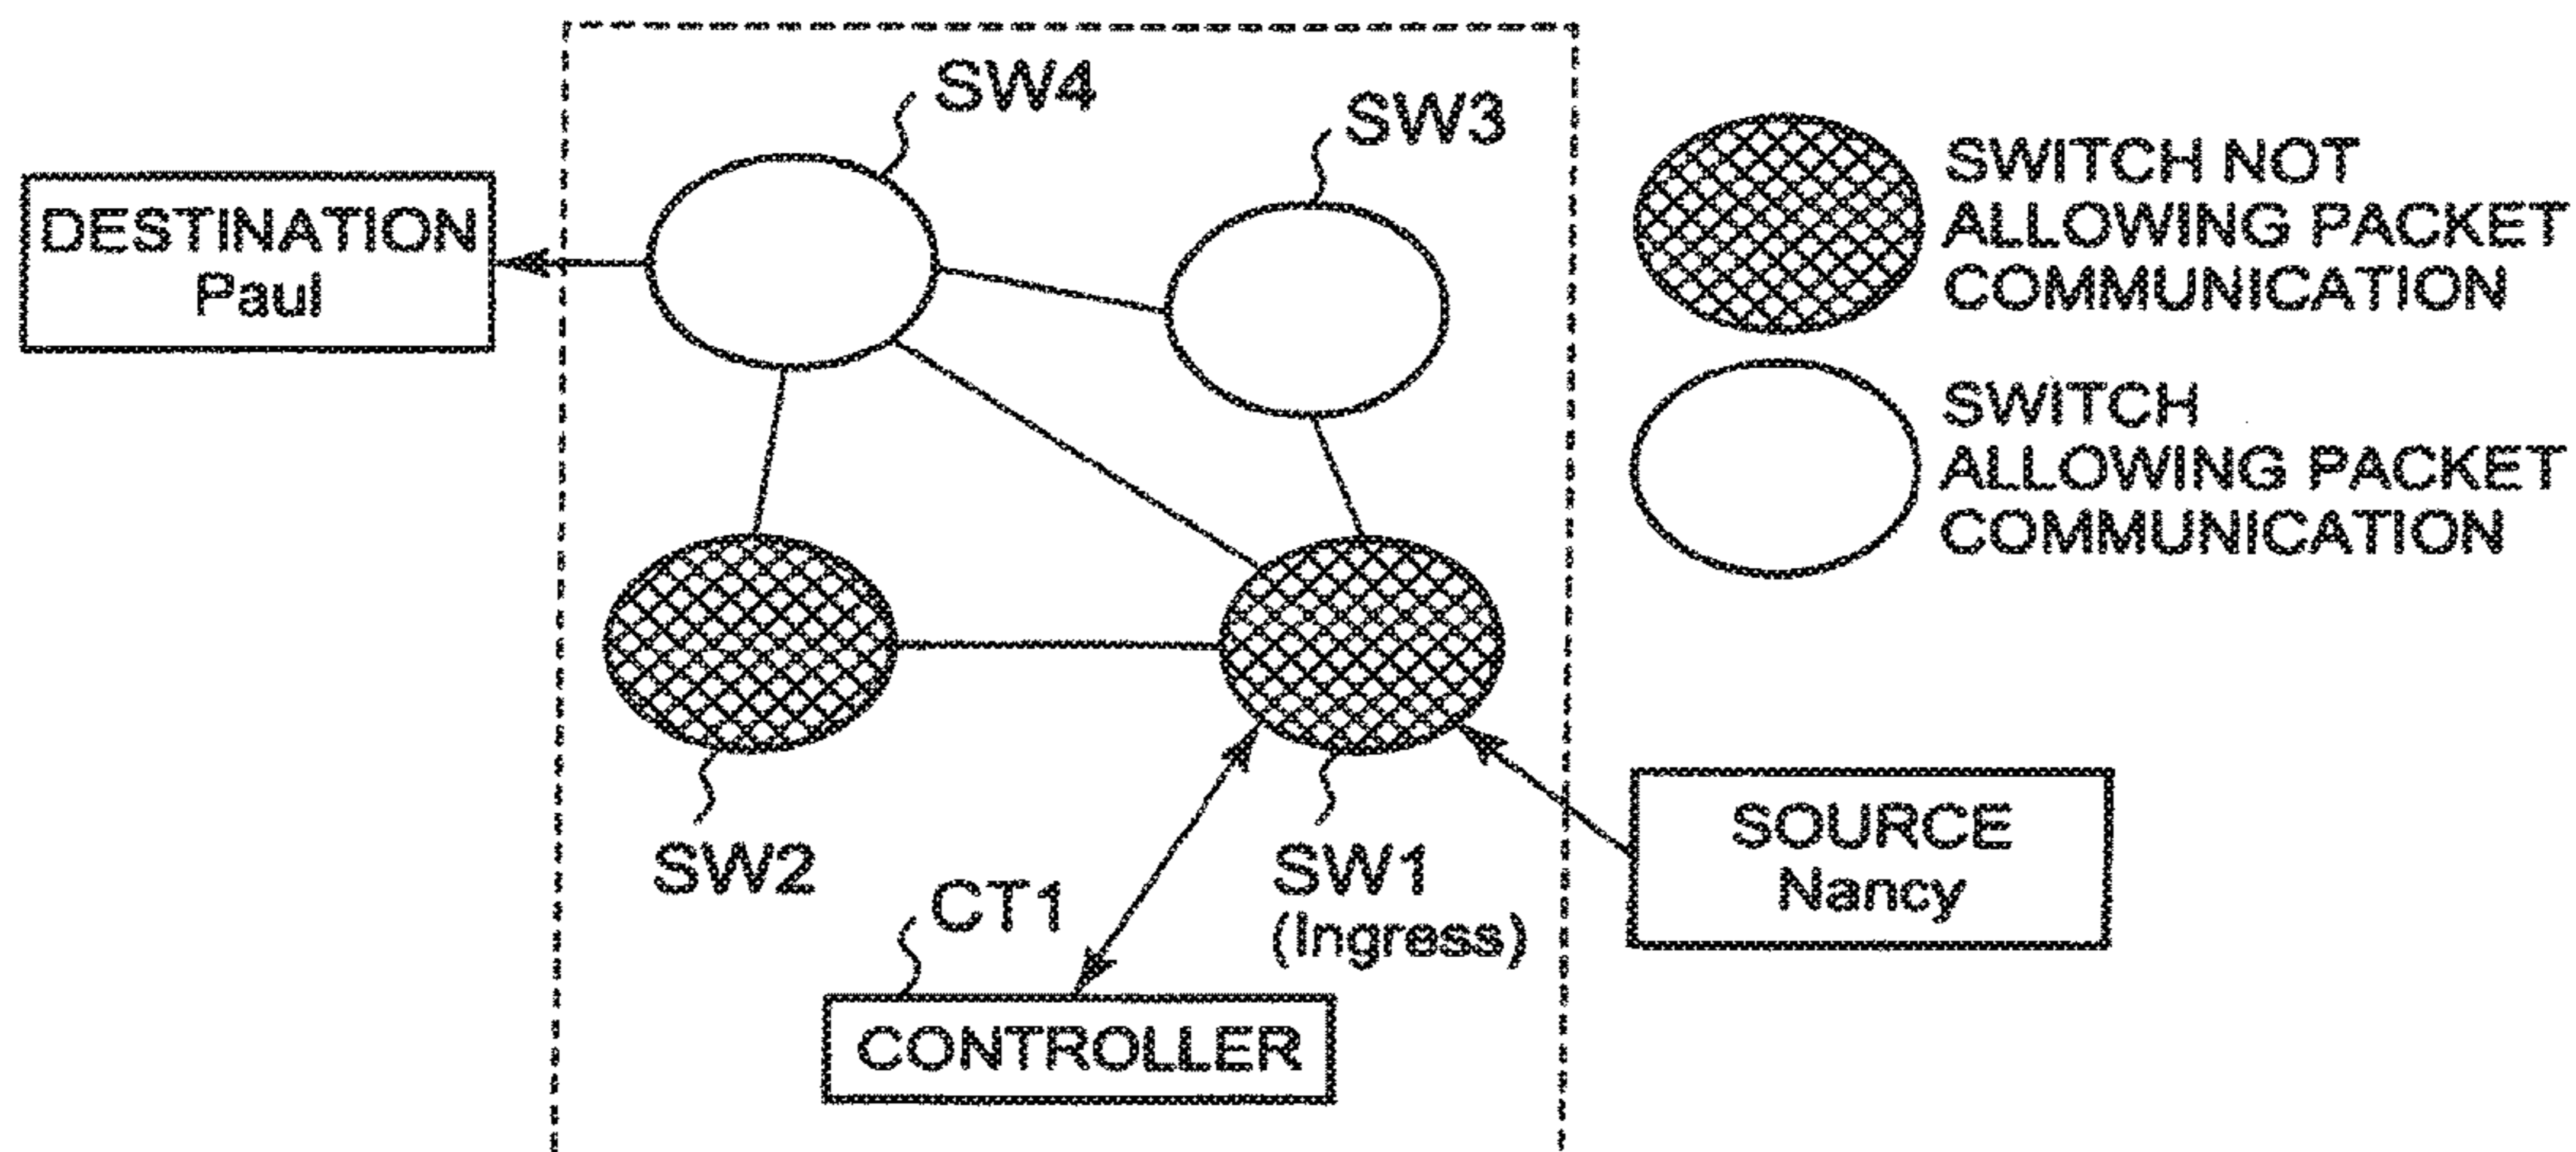 SW4
SW3
DESTINATION
Paul
SWITCH NOT
ALLOWING PACKET
COMMUNICATION
SWITCH
ALLOWING PACKET
COMMUNICATION
SW2
CT1
SW1
(Ingress)
SOURCE
Nancy
CONTROLLER